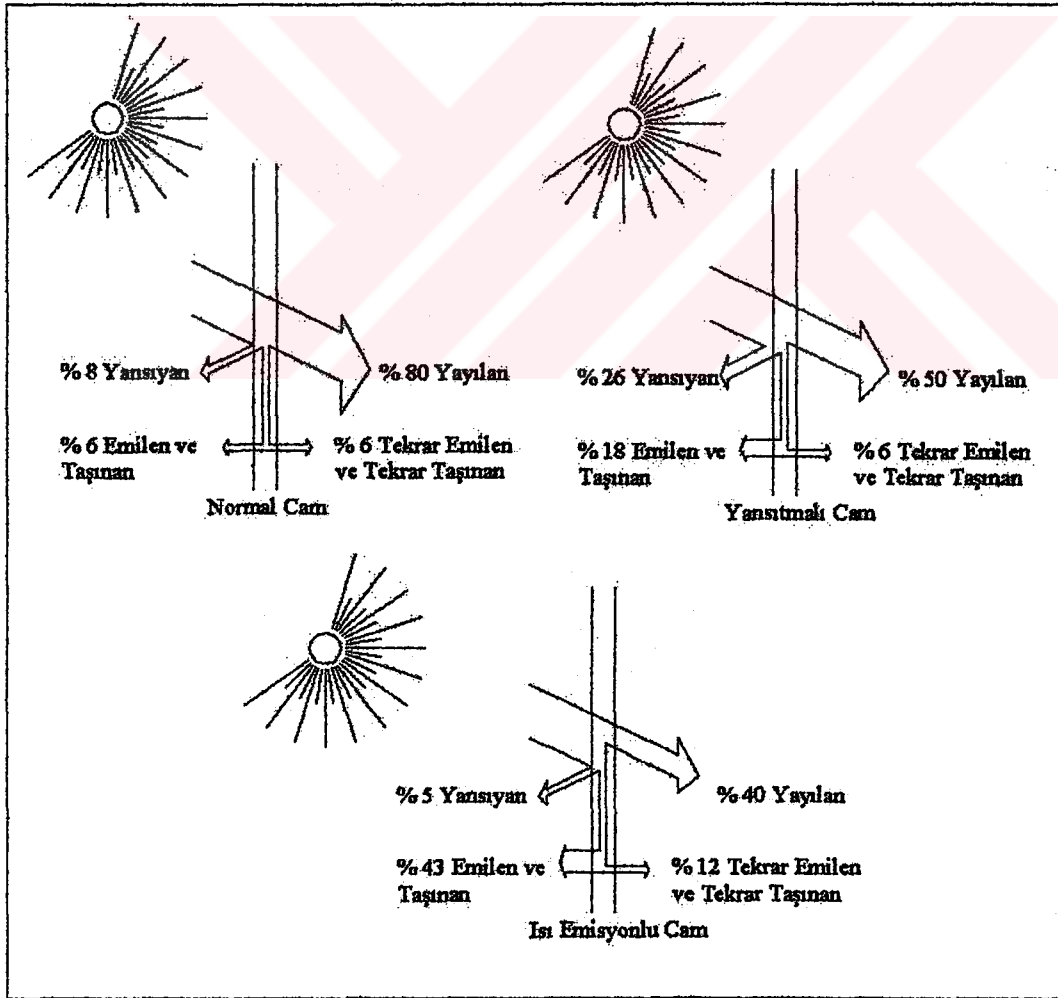 % 8 Yansıyan
% 80 Yayılan
% 6 Emilen ve
Taşınan
% 6 Tekrar Emilen
ve Tekrar Taşınan
Normal Cam
% 26 Yansıyan
% 50 Yayılan
% 18 Emilen ve
Taşınan
% 6 Tekrar Emilen
ve Tekrar Taşınan
Yansıtmalı Cam
% 5 Yansıyan
% 40 Yayılan
% 43 Emilen ve
Taşınan
% 12 Tekrar Emilen
ve Tekrar Taşınan
Isı Emisyonlu Cam